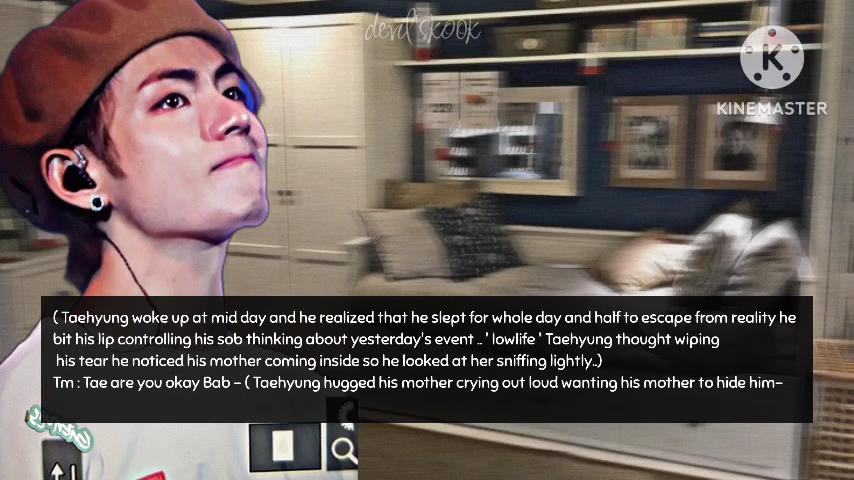 devil'skook
KINEMASTER
229
( Taehyung woke up at mid day and he realized that he slept for whole day and half to escape from reality he
bit his lip controlling his sob thinking about yesterday's event .. ' lowlife ' Taehyung thought wiping
his tear he noticed his mother coming inside so he looked at her sniffing lightly..)
Tm : Tae are you okay Bab - ( Taehyung hugged his mother crying out loud wanting his mother to hide him-